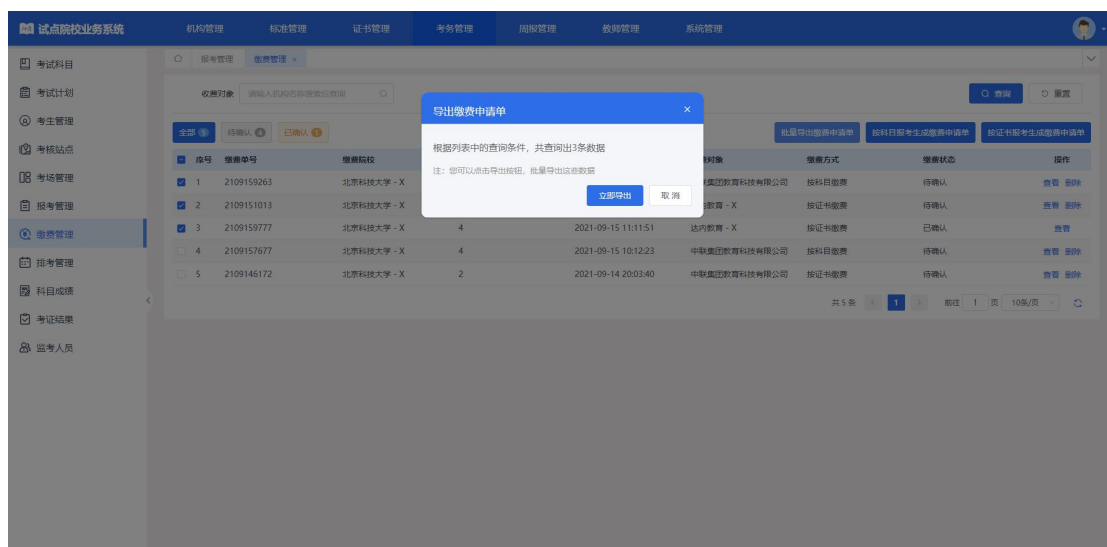 试点院校业务系统 机构管理 标准管理 证书管理 考务管理 周报管理 教师管理 系统管理
考试科目 报考管理 缴费管理 ×
考试计划 收费对象 请输入机构名称搜索后查询 查询 重置
导出缴费申请单 ×
考生管理 全部 5 待确认 4 已确认 1 批量导出缴费申请单 按科目报考生成缴费申请单 按证书报考生成缴费申请单
根据列表中的查询条件，共查询出3条数据
考核站点 序号 缴费单号 缴费院校 缴费对象 缴费方式 缴费状态 操作
注：您可以点击导出按钮，批量导出这些数据
考场管理 1 2109159263 北京科技大学 - X 集团教育科技有限公司 按科目缴费 待确认 查看 删除
立即导出 取消
报考管理 2 2109151013 北京科技大学 - X 教育 - X 按证书缴费 待确认 查看 删除
缴费管理 3 2109159777 北京科技大学 - X 4 2021-09-15 11:11:51 达内教育 - X 按证书缴费 已确认 查看
4 2109157677 北京科技大学 - X 4 2021-09-15 10:12:23 中联集团教育科技有限公司 按科目缴费 待确认 查看 删除
排考管理 5 2109146172 北京科技大学 - X 2 2021-09-14 20:03:40 中联集团教育科技有限公司 按证书缴费 待确认 查看 删除
科目成绩 共 5 条 1 前往 1 页 10条/页
考证结果
监考人员